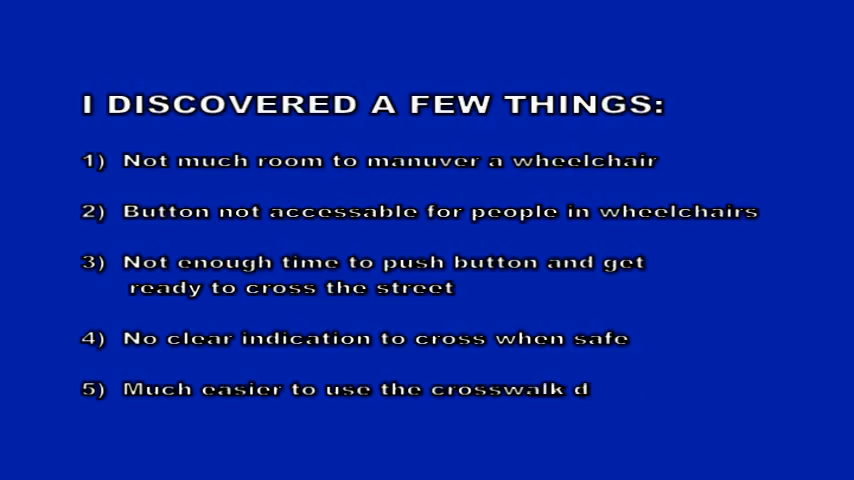 I DISCOVERED A FEW THINGS:
1) Not much room to manuver a wheelchair
2) Button not accessable for people in wheelchairs
3) Not enough time to push button and get
ready to cross the street
4) No clear indication to cross when safe
5) Much easier to use the crosswalk d